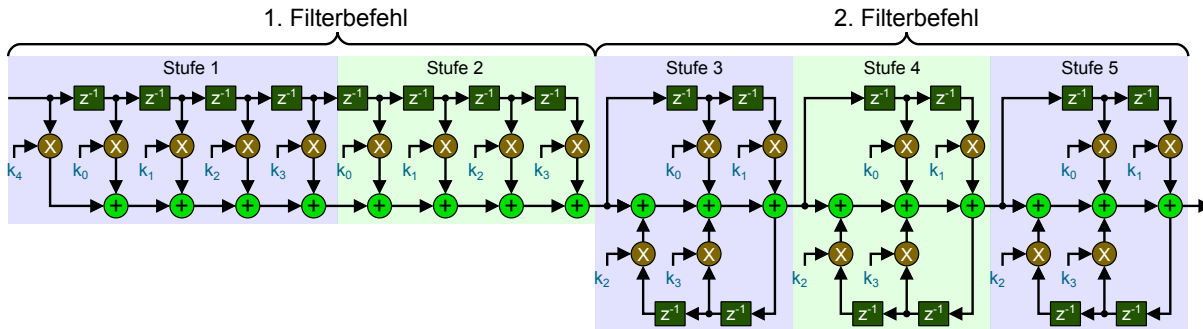 1. Filterbefehl 2. Filterbefehl
Stufe 1 Stufe 2 Stufe 3 Stufe 4 Stufe 5
z⁻¹ z⁻¹ z⁻¹ z⁻¹ z⁻¹ z⁻¹ z⁻¹ z⁻¹ z⁻¹ z⁻¹ z⁻¹ z⁻¹ z⁻¹ z⁻¹
X X X X X X X X X X X X X X X
k₄ k₀ k₁ k₂ k₃ k₀ k₁ k₂ k₃ k₀ k₁ k₀ k₁ k₀ k₁
+ + + + + + + + + + + + + + + + +
X X X X X X
k₂ k₃ k₂ k₃ k₂ k₃
z⁻¹ z⁻¹ z⁻¹ z⁻¹ z⁻¹ z⁻¹